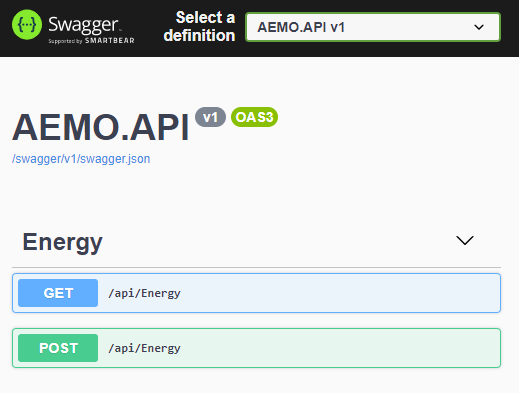 Swagger
Supported by SMARTBEAR
Select a
definition
AEMO.API v1
AEMO.API v1 OAS3
/swagger/v1/swagger.json
Energy
GET /api/Energy
POST /api/Energy